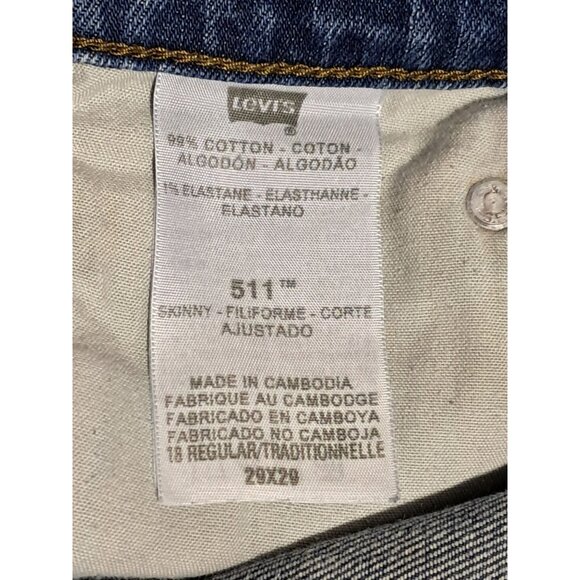 LEVI'S
®
99% COTTON - COTON -
ALGODÓN - ALGODÃO
1% ELASTANE - ELASTHANNE -
ELASTANO
511™
SKINNY - FILIFORME - CORTE
AJUSTADO
MADE IN CAMBODIA
FABRIQUE AU CAMBODGE
FABRICADO EN CAMBOYA
FABRICADO NO CAMBOJA
18 REGULAR/TRADITIONNELLE
29X29